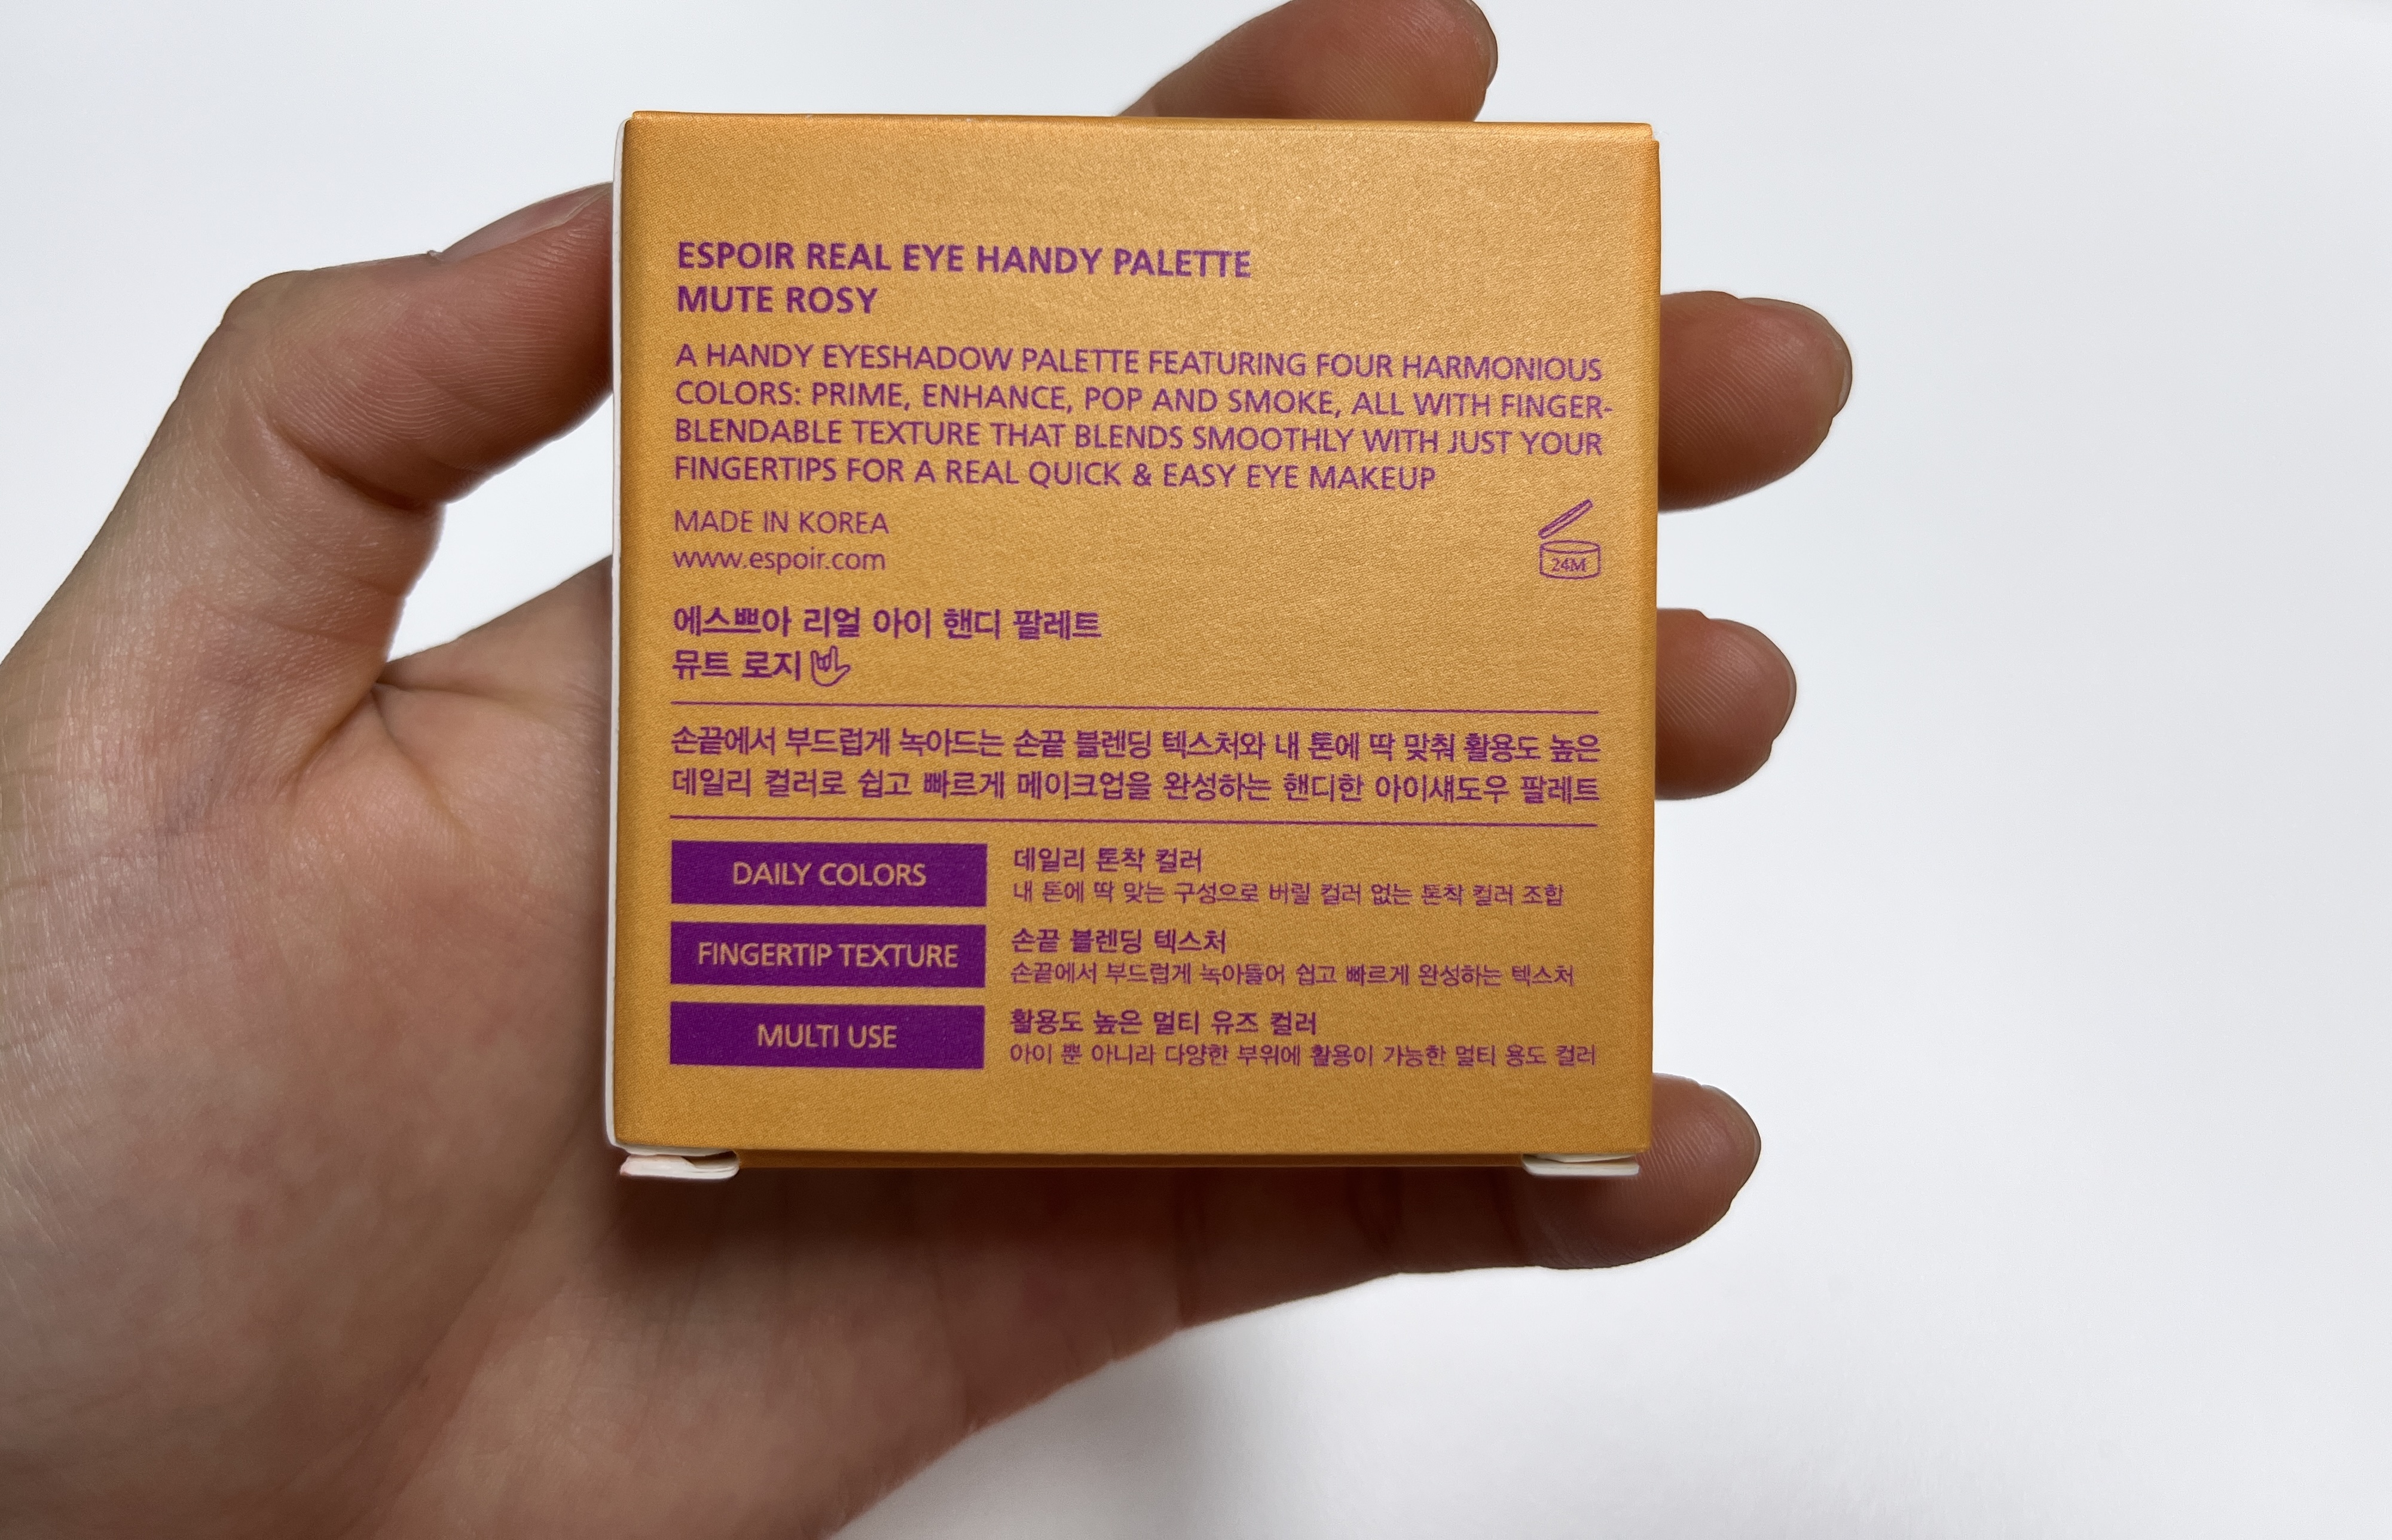 ESPOIR REAL EYE HANDY PALETTE
MUTE ROSY
A HANDY EYESHADOW PALETTE FEATURING FOUR HARMONIOUS
COLORS: PRIME, ENHANCE, POP AND SMOKE, ALL WITH FINGER-
BLENDABLE TEXTURE THAT BLENDS SMOOTHLY WITH JUST YOUR
FINGERTIPS FOR A REAL QUICK & EASY EYE MAKEUP
MADE IN KOREA
www.espoir.com
24M
에스쁘아 리얼 아이 핸디 팔레트
뮤트 로지
손끝에서 부드럽게 녹아드는 손끝 블렌딩 텍스처와 내 톤에 딱 맞춰 활용도 높은
데일리 컬러로 쉽고 빠르게 메이크업을 완성하는 핸디한 아이섀도우 팔레트
DAILY COLORS
데일리 톤착 컬러
내 톤에 딱 맞는 구성으로 버릴 컬러 없는 톤착 컬러 조합
FINGERTIP TEXTURE
손끝 블렌딩 텍스처
손끝에서 부드럽게 녹아들어 쉽고 빠르게 완성하는 텍스처
MULTI USE
활용도 높은 멀티 유즈 컬러
아이 뿐 아니라 다양한 부위에 활용이 가능한 멀티 용도 컬러